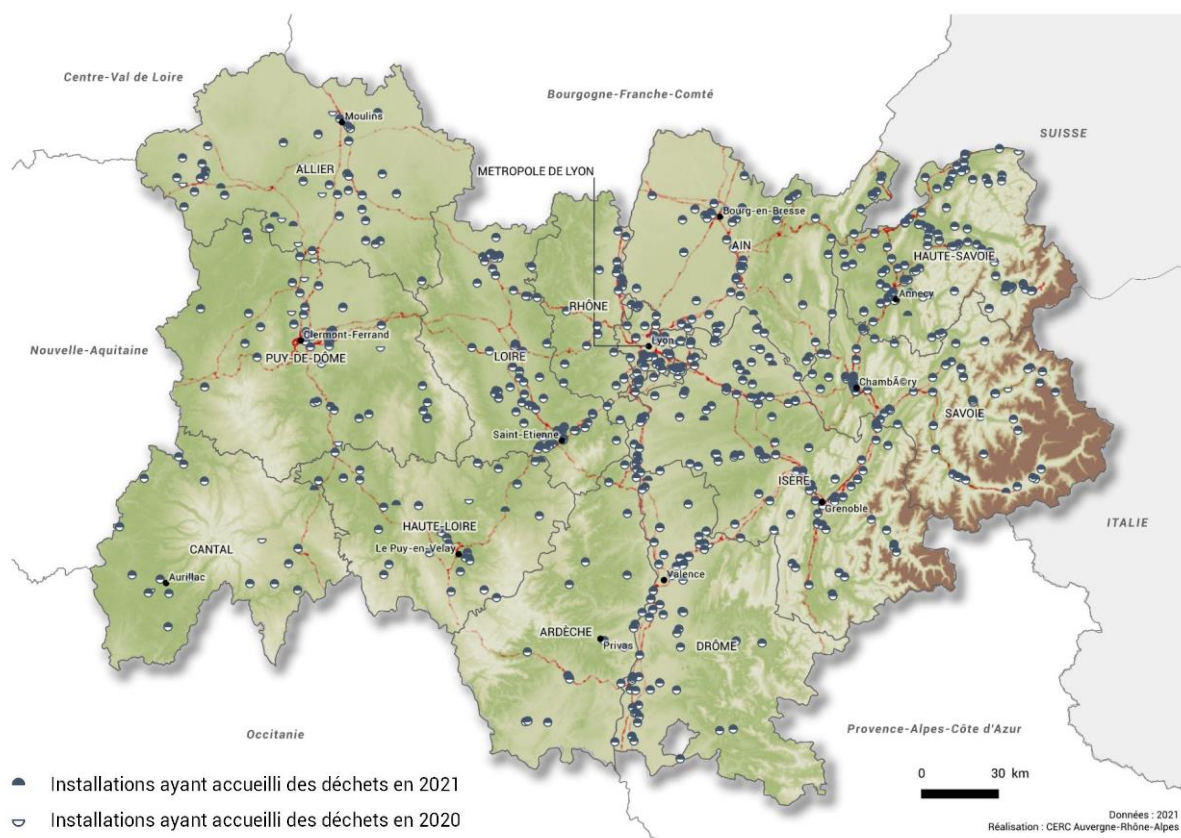 Centre-Val de Loire
Bourgogne-Franche-Comté
Moulins
SUISSE
METROPOLE DE LYON
ALLIER
Bourg-en-Bresse
AIN
HAUTE-SAVOIE
Annecy
RHÔNE
Clermont-Ferrand
Lyon
Nouvelle-Aquitaine
PUY-DE-DÔME
LOIRE
ChambÃ©ry
SAVOIE
Saint-Etienne
ISÈRE
Grenoble
ITALIE
HAUTE-LOIRE
CANTAL
Le Puy-en-Velay
Aurillac
Valence
ARDÈCHE
Privas
DRÔME
Occitanie
Provence-Alpes-Côte d'Azur
Installations ayant accueilli des déchets en 2021
Installations ayant accueilli des déchets en 2020
0 30 km
Données : 2021
Réalisation : CERC Auvergne-Rhône-Alpes